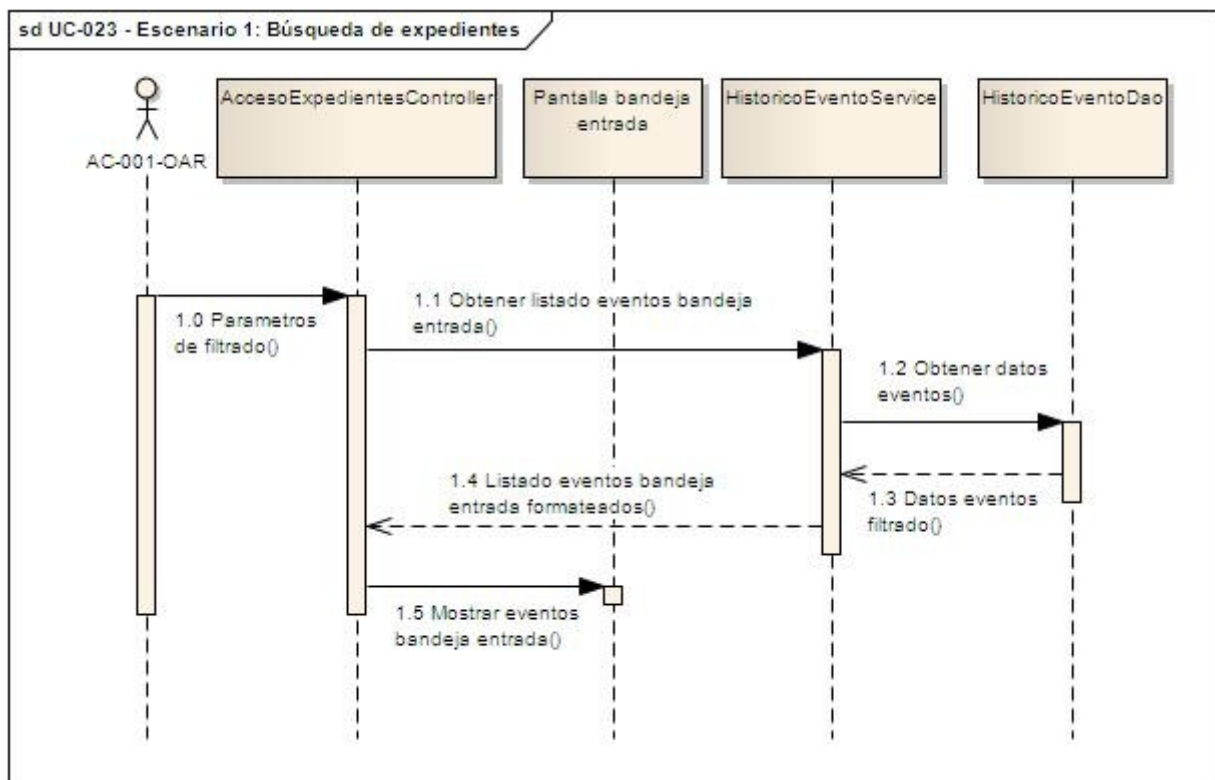 sd UC-023 - Escenario 1: Búsqueda de expedientes
AC-001-OAR
AccesoExpedientesController
Pantalla bandeja
entrada
HistoricoEventoService
HistoricoEventoDao
1.0 Parametros
de filtrado()
1.1 Obtener listado eventos bandeja
entrada()
1.2 Obtener datos
eventos()
1.3 Datos eventos
filtrado()
1.4 Listado eventos bandeja
entrada formateados()
1.5 Mostrar eventos
bandeja entrada()